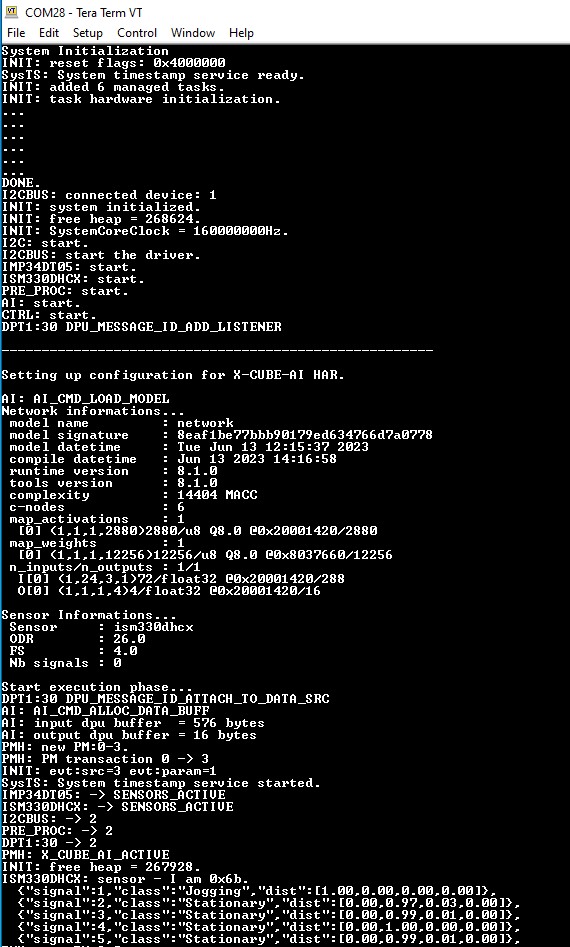 COM28 - Tera Term VT
File Edit Setup Control Window Help
System Initialization
INIT: reset flags: 0x4000000
SysTS: System timestamp service ready.
INIT: added 6 managed tasks.
INIT: task hardware initialization.
...
...
...
...
...
...
DONE.
I2CBUS: connected device: 1
INIT: system initialized.
INIT: free heap = 268624.
INIT: SystemCoreClock = 160000000Hz.
I2C: start.
I2CBUS: start the driver.
IMP34DT05: start.
ISM330DHCX: start.
PRE_PROC: start.
AI: start.
CTRL: start.
DPT1:30 DPU_MESSAGE_ID_ADD_LISTENER
------------------------------------------------------
Setting up configuration for X-CUBE-AI HAR.
AI: AI_CMD_LOAD_MODEL
Network informations...
model name : network
model signature : 8eaf1be77bbb90179ed634766d7a0778
model datetime : Tue Jun 13 12:15:37 2023
compile datetime : Jun 13 2023 14:16:58
runtime version : 8.1.0
tools version : 8.1.0
complexity : 14404 MACC
c-nodes : 6
map_activations : 1
[0] (1,1,1,2880)2880/u8 Q8.0 @0x20001420/2880
map_weights : 1
[0] (1,1,1,12256)12256/u8 Q8.0 @0x8037660/12256
n_inputs/n_outputs : 1/1
I[0] (1,24,3,1)72/float32 @0x20001420/288
O[0] (1,1,1,4)4/float32 @0x20001420/16
Sensor Informations...
Sensor : ism330dhcx
ODR : 26.0
FS : 4.0
Nb signals : 0
Start execution phase...
DPT1:30 DPU_MESSAGE_ID_ATTACH_TO_DATA_SRC
AI: AI_CMD_ALLOC_DATA_BUFF
AI: input dpu buffer = 576 bytes
AI: output dpu buffer = 16 bytes
PMH: new PM:0-3.
PMH: PM transaction 0 -> 3
INIT: evt:src=3 evt:param=1
SysTS: System timestamp service started.
IMP34DT05: -> SENSORS_ACTIVE
ISM330DHCX: -> SENSORS_ACTIVE
I2CBUS: -> 2
PRE_PROC: -> 2
DPT1:30 -> 2
PMH: X_CUBE_AI_ACTIVE
INIT: free heap = 267928.
ISM330DHCX: sensor - I am 0x6b.
{"signal":1,"class":"Jogging","dist":[1.00,0.00,0.00,0.00]},
{"signal":2,"class":"Stationary","dist":[0.00,0.97,0.03,0.00]},
{"signal":3,"class":"Stationary","dist":[0.00,0.99,0.01,0.00]},
{"signal":4,"class":"Stationary","dist":[0.00,1.00,0.00,0.00]},
{"signal":5,"class":"Stationary","dist":[0.00,0.99,0.01,0.00]},